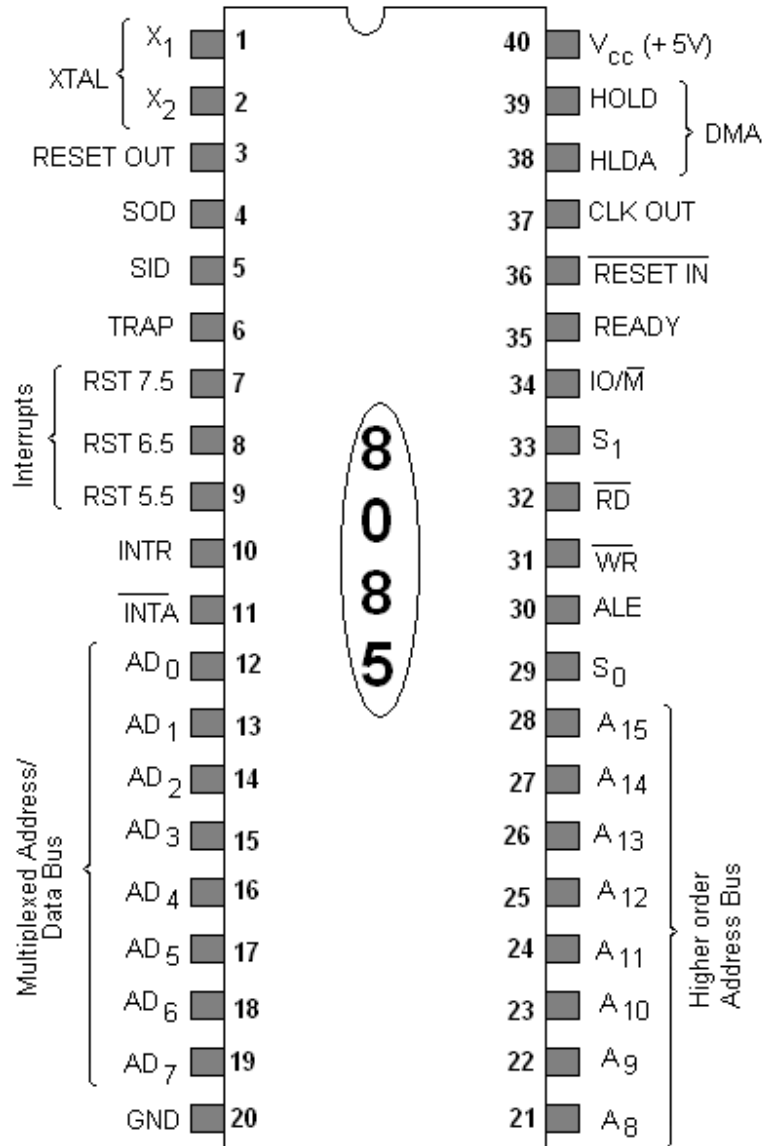 XTAL
X1 1
X2 2
RESET OUT 3
SOD 4
SID 5
TRAP 6
Interrupts
RST 7.5 7
RST 6.5 8
RST 5.5 9
INTR 10
INTA 11
Multiplexed Address/
Data Bus
AD0 12
AD1 13
AD2 14
AD3 15
AD4 16
AD5 17
AD6 18
AD7 19
GND 20
8
0
8
5
40 Vcc (+5V)
39 HOLD
38 HLDA
DMA
37 CLK OUT
36 RESET IN
35 READY
34 IO/M
33 S1
32 RD
31 WR
30 ALE
29 S0
28 A15
27 A14
26 A13
25 A12
24 A11
23 A10
22 A9
21 A8
Higher order
Address Bus